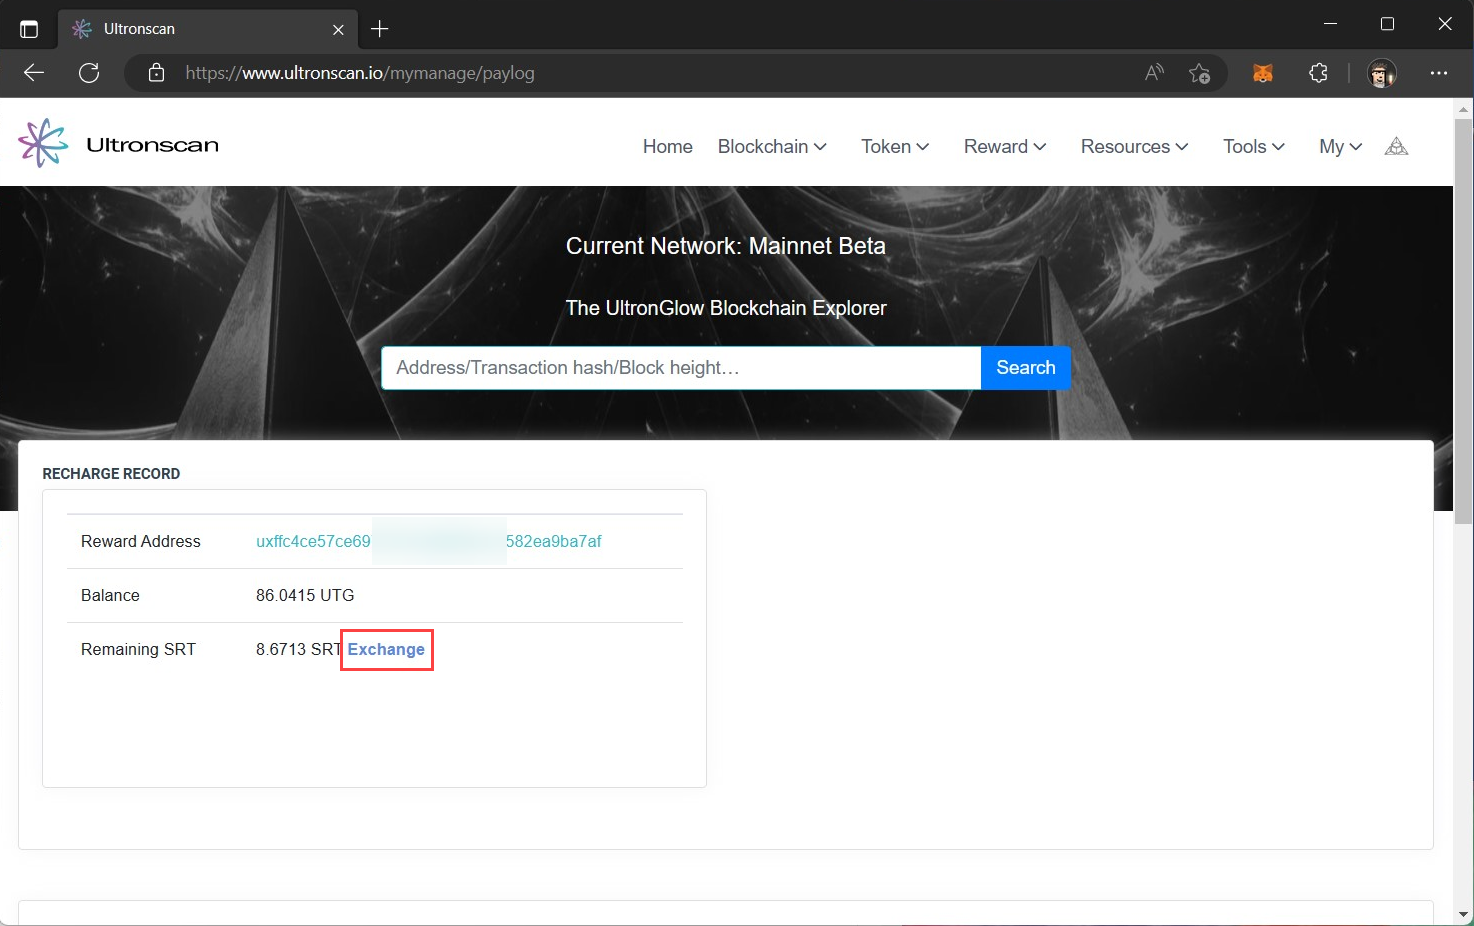 Ultronscan
https://www.ultronscan.io/mymanage/paylog
Ultronscan
Home Blockchain Token Reward Resources Tools My
Current Network: Mainnet Beta
The UltronGlow Blockchain Explorer
Address/Transaction hash/Block height… Search
RECHARGE RECORD
Reward Address uxffc4ce57ce69 582ea9ba7af
Balance 86.0415 UTG
Remaining SRT 8.6713 SRT Exchange